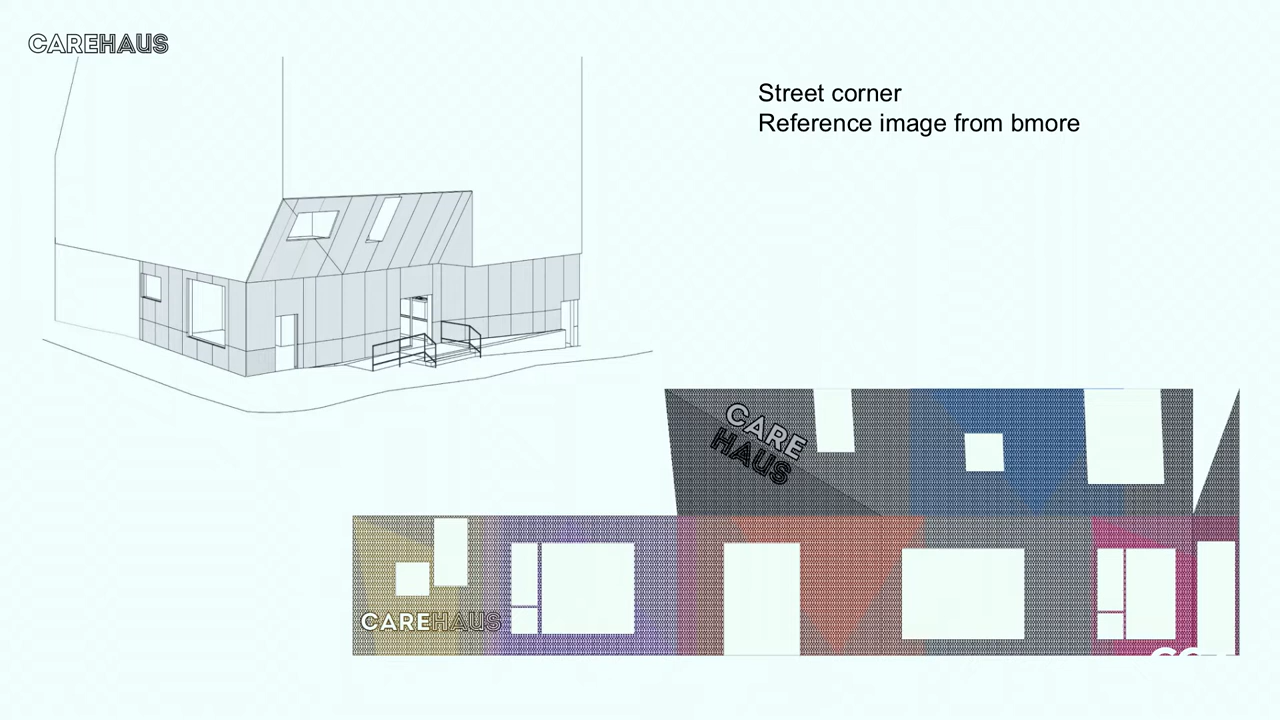 CAREHAUS
Street corner
Reference image from bmore
CARE
HAUS
CAREHAUS